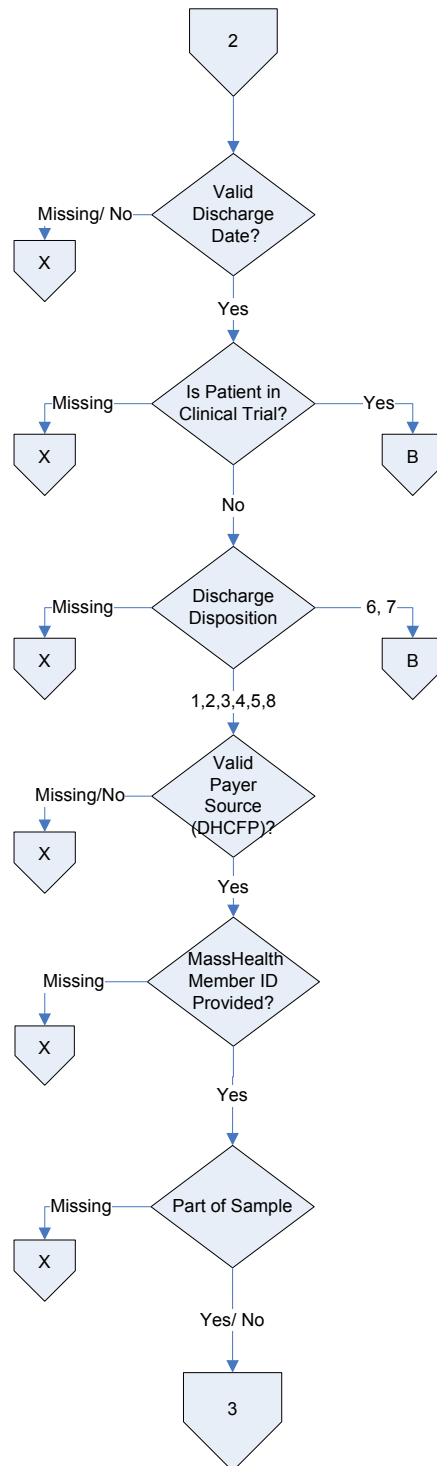 2
Valid
Discharge
Date?
Missing/ No
X
Yes
Is Patient in
Clinical Trial?
Missing
Yes
X
B
No
Discharge
Disposition
Missing
6, 7
X
B
1,2,3,4,5,8
Valid
Payer
Source
(DHCFP)?
Missing/No
X
Yes
MassHealth
Member ID
Provided?
Missing
X
Yes
Part of Sample
Missing
X
Yes/ No
3